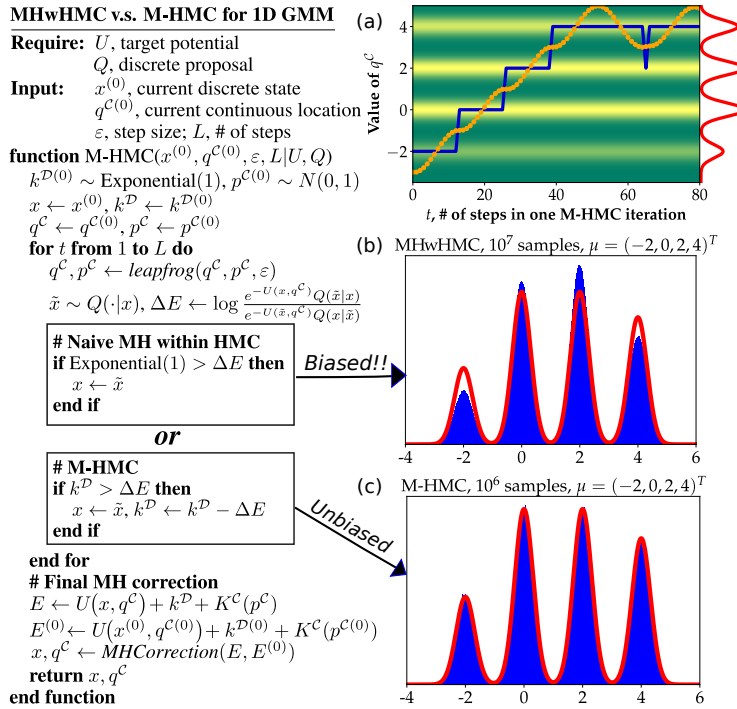 MHwHMC v.s. M-HMC for 1D GMM
Require: U, target potential
Q, discrete proposal
Input: x^{(0)}, current discrete state
q^{𝒞(0)}, current continuous location
ε, step size; L, # of steps
function M-HMC(x^{(0)}, q^{𝒞(0)}, ε, L|U, Q)
k^{𝒟(0)} ∼ Exponential(1), p^{𝒞(0)} ∼ N(0, 1)
x ← x^{(0)}, k^𝒟 ← k^{𝒟(0)}
q^𝒞 ← q^{𝒞(0)}, p^𝒞 ← p^{𝒞(0)}
for t from 1 to L do
q^𝒞, p^𝒞 ← leapfrog(q^𝒞, p^𝒞, ε)
x̃ ∼ Q(·|x), ΔE ← log \frac{e^{-U(x,q^𝒞)}Q(x̃|x)}{e^{-U(x̃,q^𝒞)}Q(x|x̃)}
# Naive MH within HMC
if Exponential(1) > ΔE then
x ← x̃
end if
or
# M-HMC
if k^𝒟 > ΔE then
x ← x̃, k^𝒟 ← k^𝒟 − ΔE
end if
end for
# Final MH correction
E ← U(x, q^𝒞) + k^𝒟 + K^𝒞(p^𝒞)
E^{(0)} ← U(x^{(0)}, q^{𝒞(0)}) + k^{𝒟(0)} + K^𝒞(p^{𝒞(0)})
x, q^𝒞 ← MHCorrection(E, E^{(0)})
return x, q^𝒞
end function
Biased!!
Unbiased
(a)
Value of q^𝒞
4
2
0
−2
0 20 40 60 80
t, # of steps in one M-HMC iteration
(b) MHwHMC, 10^7 samples, μ = (−2, 0, 2, 4)^T
-4 -2 0 2 4 6
(c) M-HMC, 10^6 samples, μ = (−2, 0, 2, 4)^T
-4 -2 0 2 4 6